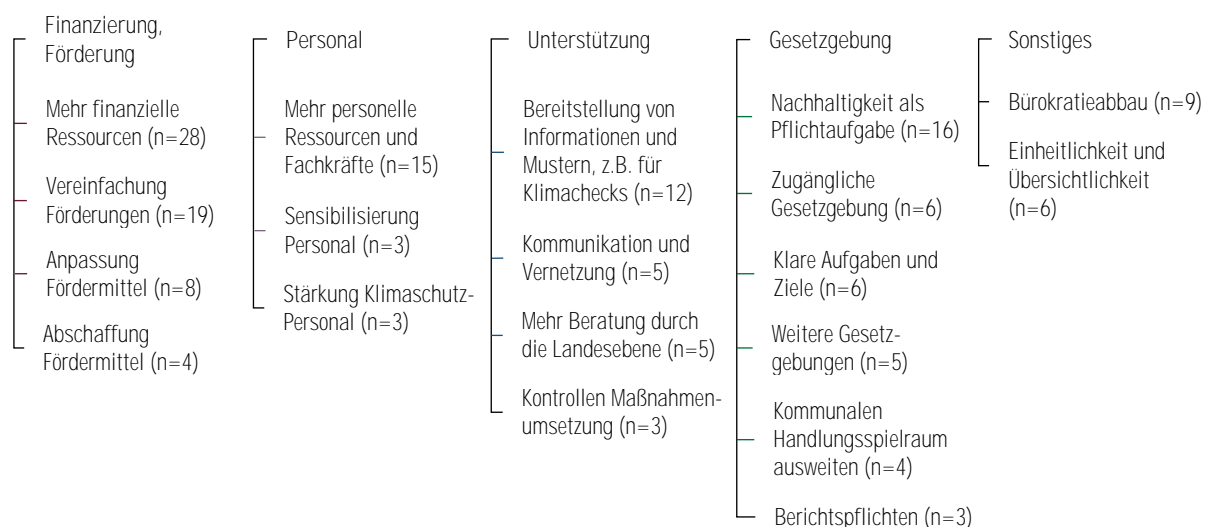 Finanzierung,
Förderung
Mehr finanzielle
Ressourcen (n=28)
Vereinfachung
Förderungen (n=19)
Anpassung
Fördermittel (n=8)
Abschaffung
Fördermittel (n=4)
Personal
Mehr personelle
Ressourcen und
Fachkräfte (n=15)
Sensibilisierung
Personal (n=3)
Stärkung Klimaschutz-
Personal (n=3)
Unterstützung
Bereitstellung von
Informationen und
Mustern, z.B. für
Klimachecks (n=12)
Kommunikation und
Vernetzung (n=5)
Mehr Beratung durch
die Landesebene (n=5)
Kontrollen Maßnahmen-
umsetzung (n=3)
Gesetzgebung
Nachhaltigkeit als
Pflichtaufgabe (n=16)
Zugängliche
Gesetzgebung (n=6)
Klare Aufgaben und
Ziele (n=6)
Weitere Gesetz-
gebungen (n=5)
Kommunalen
Handlungsspielraum
ausweiten (n=4)
Berichtspflichten (n=3)
Sonstiges
Bürokratieabbau (n=9)
Einheitlichkeit und
Übersichtlichkeit
(n=6)